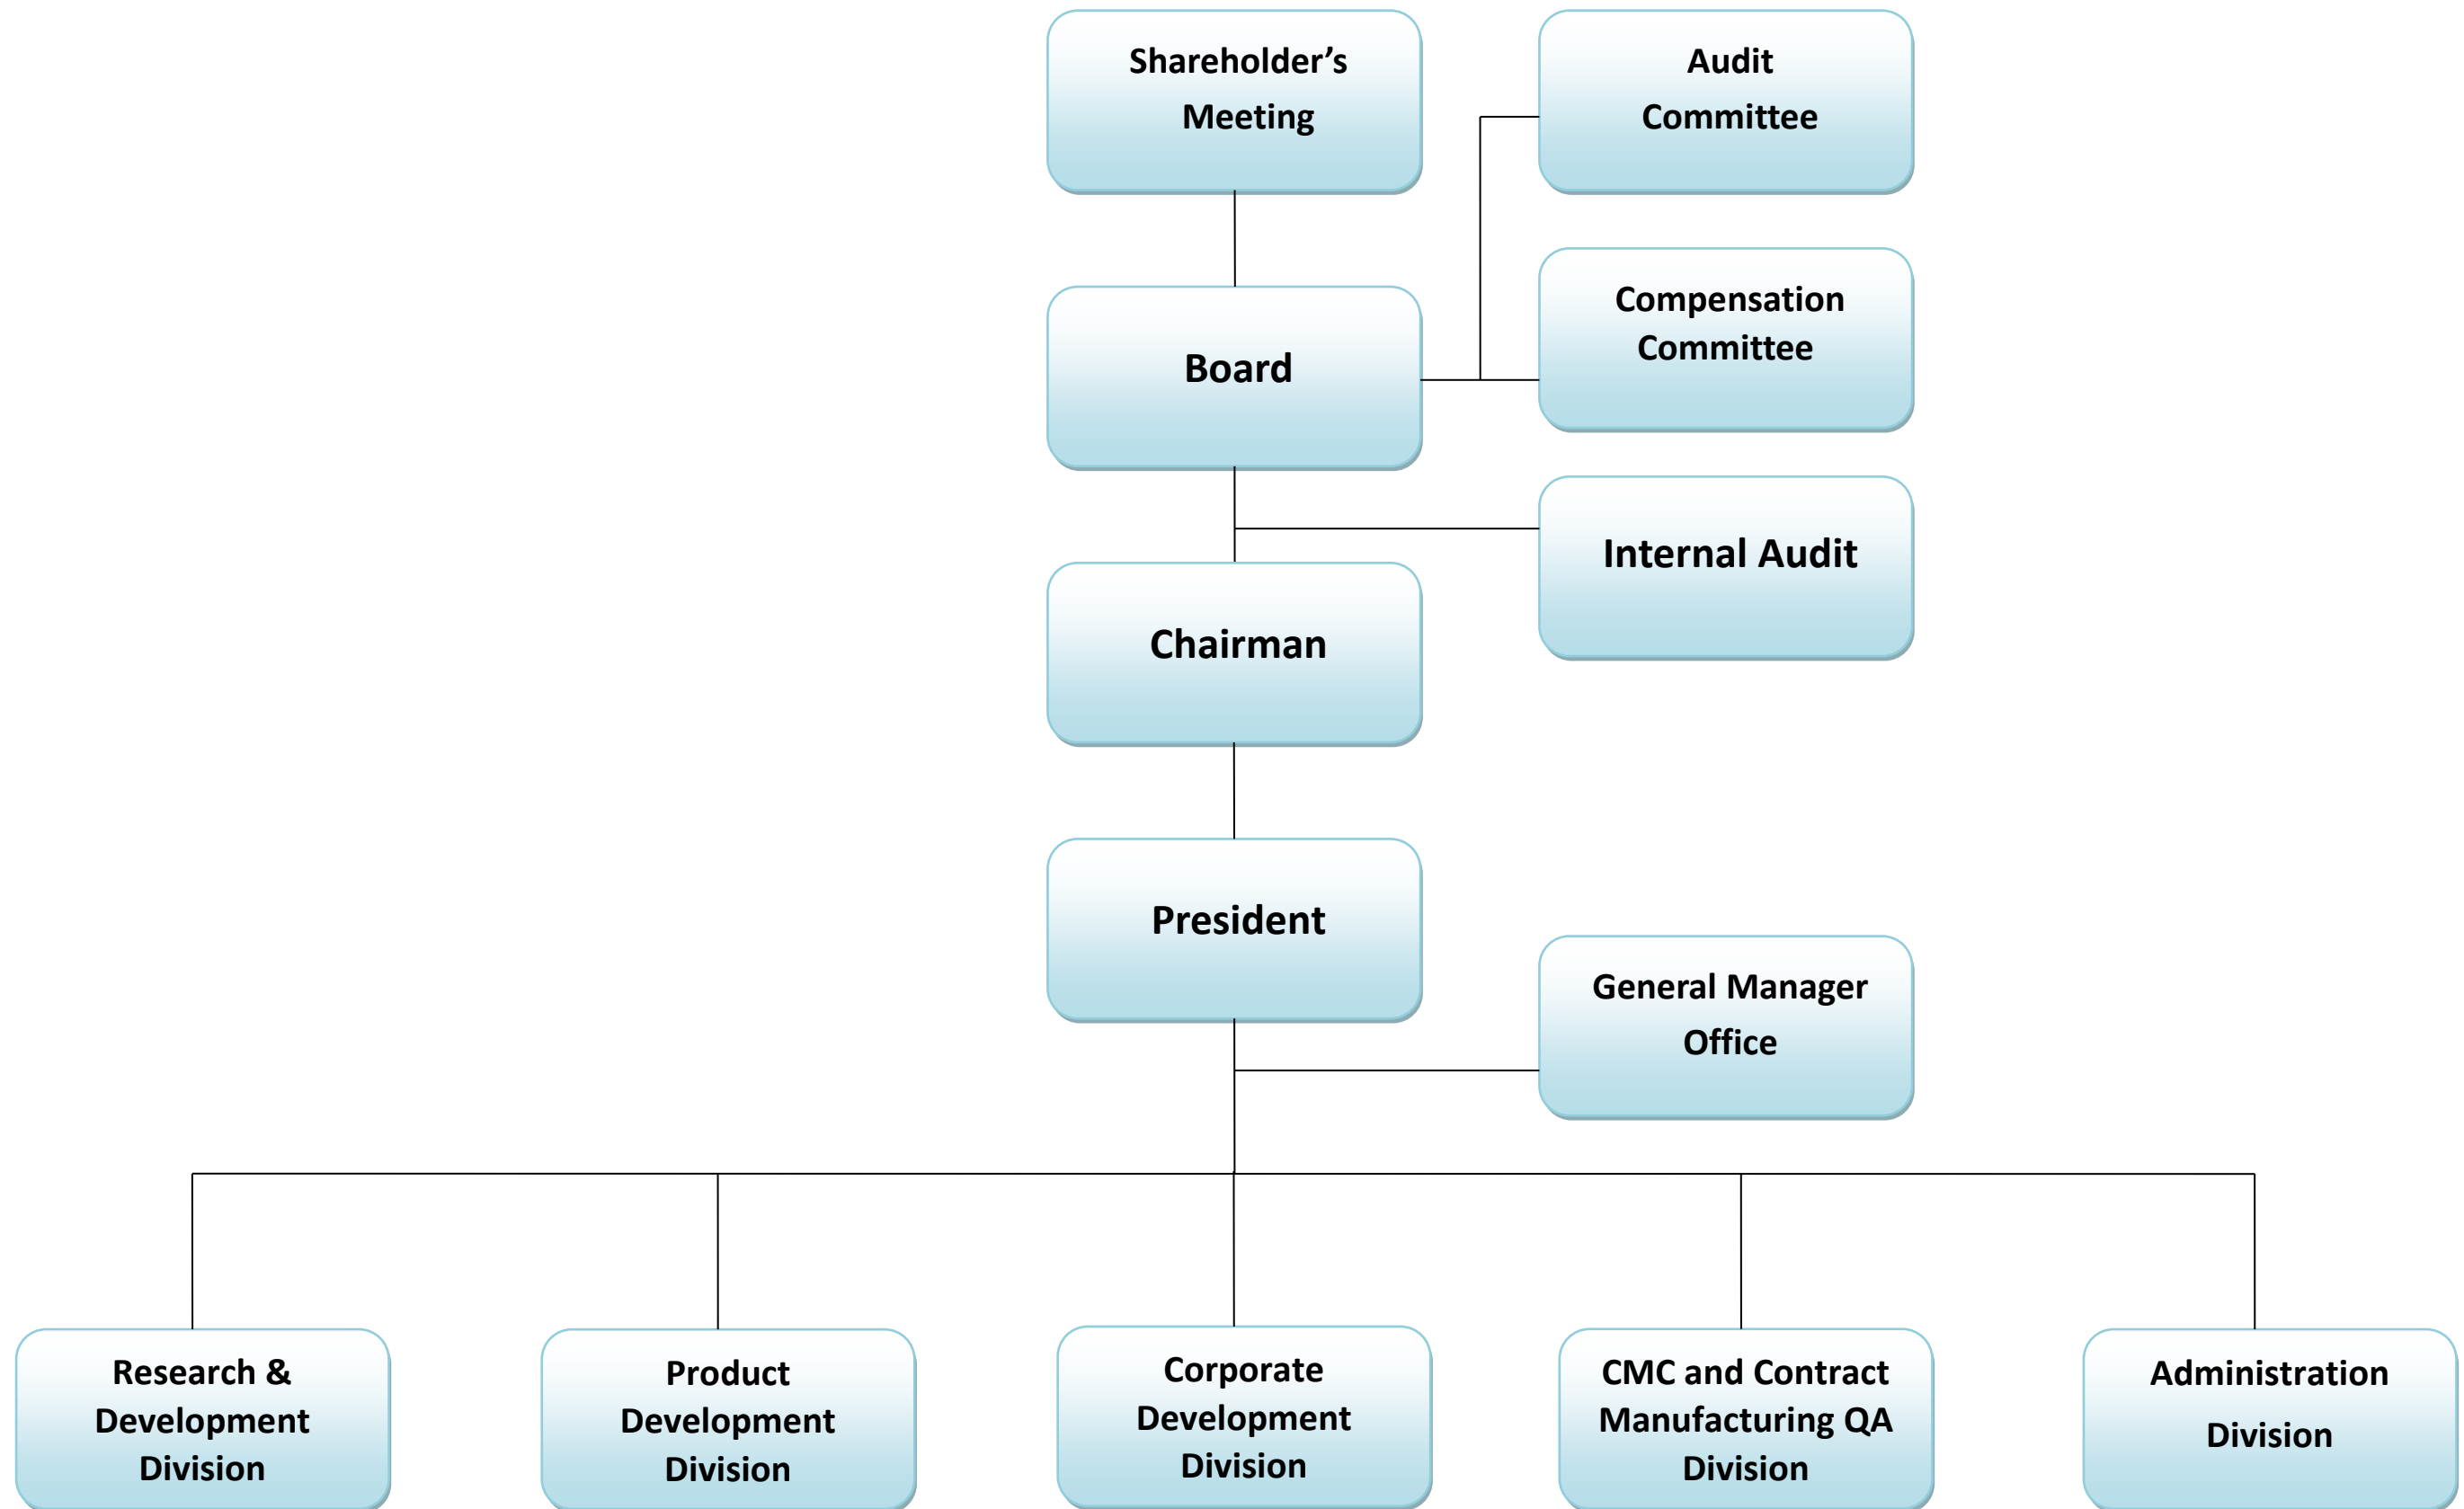 Shareholder’s
Meeting
Audit
Committee
Compensation
Committee
Board
Internal Audit
Chairman
President
General Manager
Office
Research &
Development
Division
Product
Development
Division
Corporate
Development
Division
CMC and Contract
Manufacturing QA
Division
Administration
Division